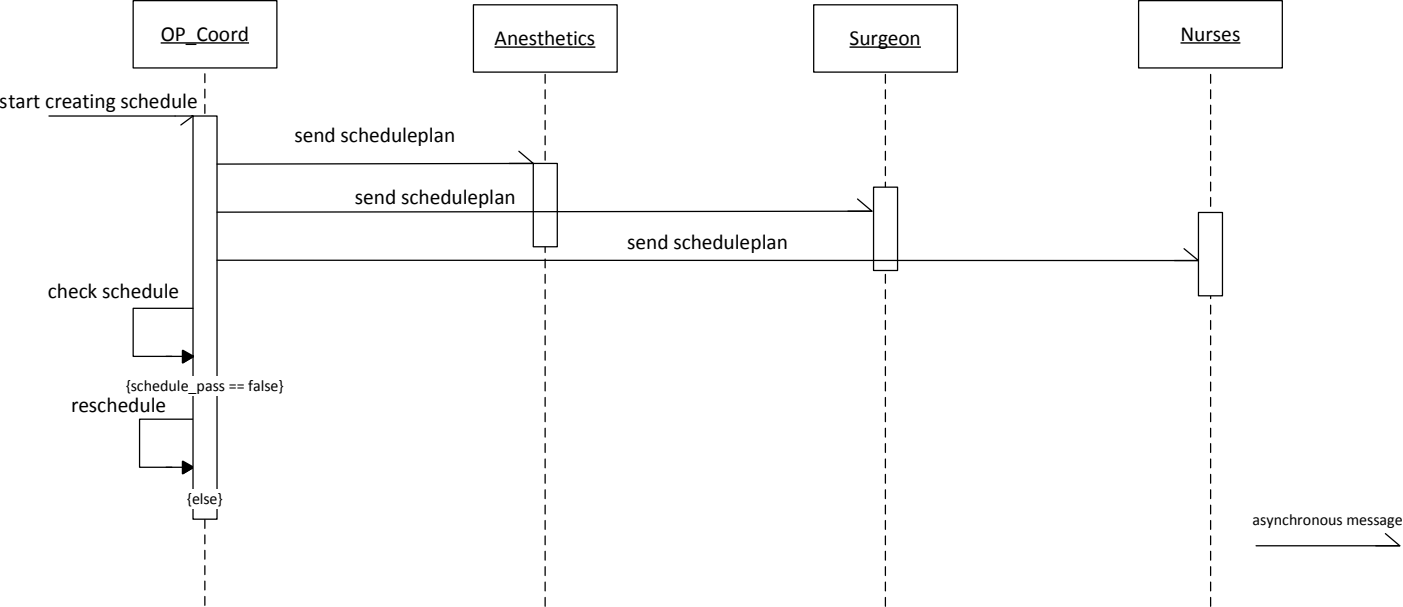 OP_Coord
Anesthetics
Surgeon
Nurses
start creating schedule
send scheduleplan
send scheduleplan
send scheduleplan
check schedule
{schedule_pass == false}
reschedule
{else}
asynchronous message